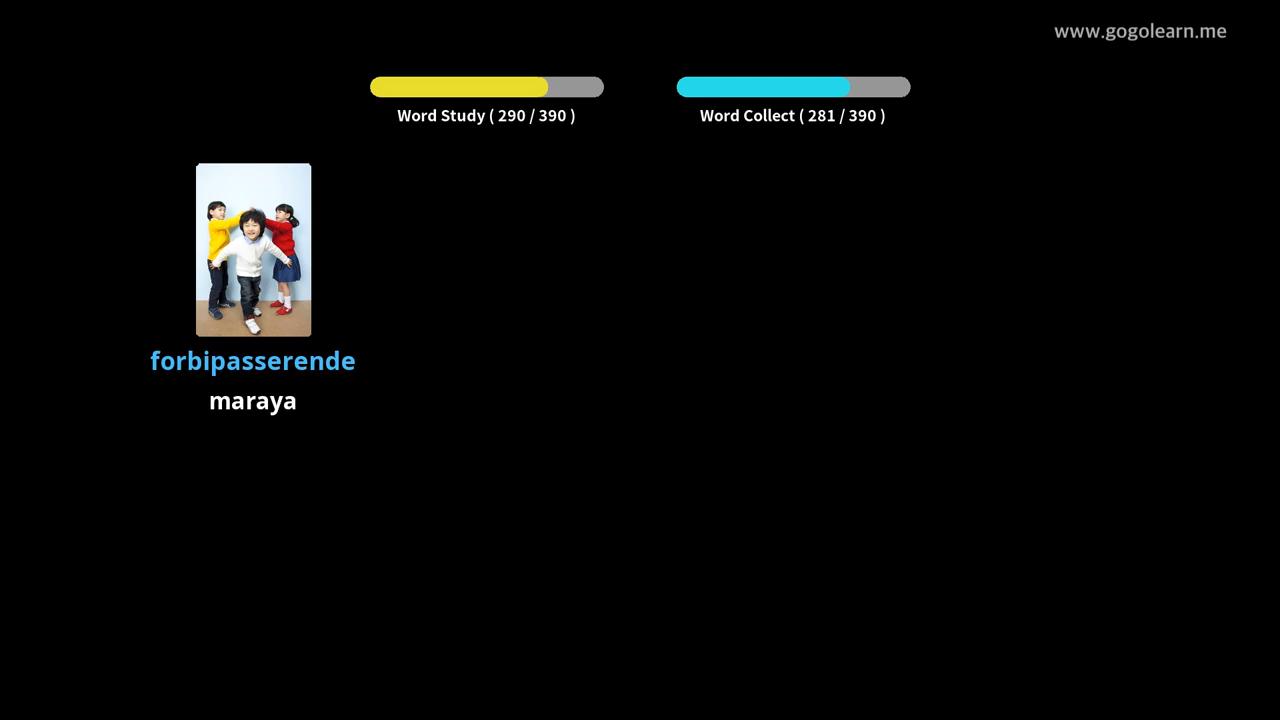 www.gogolearn.me
Word Study ( 290 / 390 )
Word Collect ( 281 / 390 )
forbipasserende
maraya